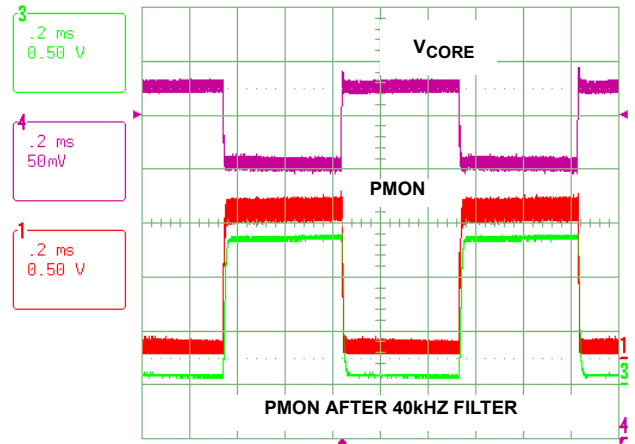 3
.2 ms
0.50 V
4
.2 ms
50mV
1
.2 ms
0.50 V
VCORE
PMON
PMON AFTER 40kHZ FILTER
1
3
4